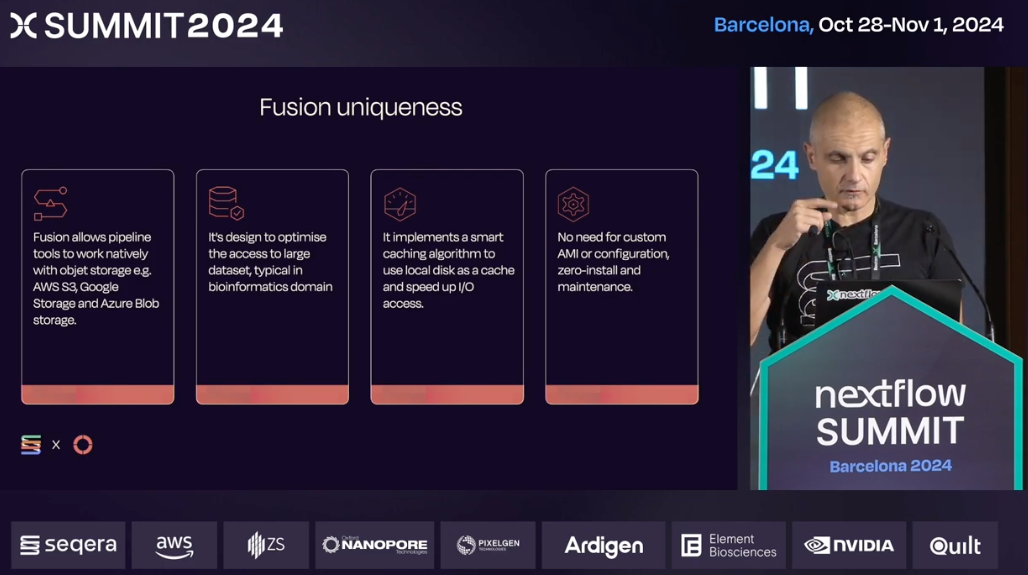 SUMMIT2024
Barcelona, Oct 28-Nov 1, 2024
Fusion uniqueness
Fusion allows pipeline
tools to work natively
with objet storage e.g.
AWS S3, Google
Storage and Azure Blob
storage.
It's design to optimise
the access to large
dataset, typical in
bioinformatics domain
It implements a smart
caching algorithm to
use local disk as a cache
and speed up I/O
access.
No need for custom
AMI or configuration,
zero-install and
maintenance.
x
24
nextflow
nextflow
SUMMIT
Barcelona 2024
seqera
aws
ZS
Oxford
NANOPORE
Technologies
PIXELGEN
TECHNOLOGIES
Ardigen
Element
Biosciences
NVIDIA
Quilt